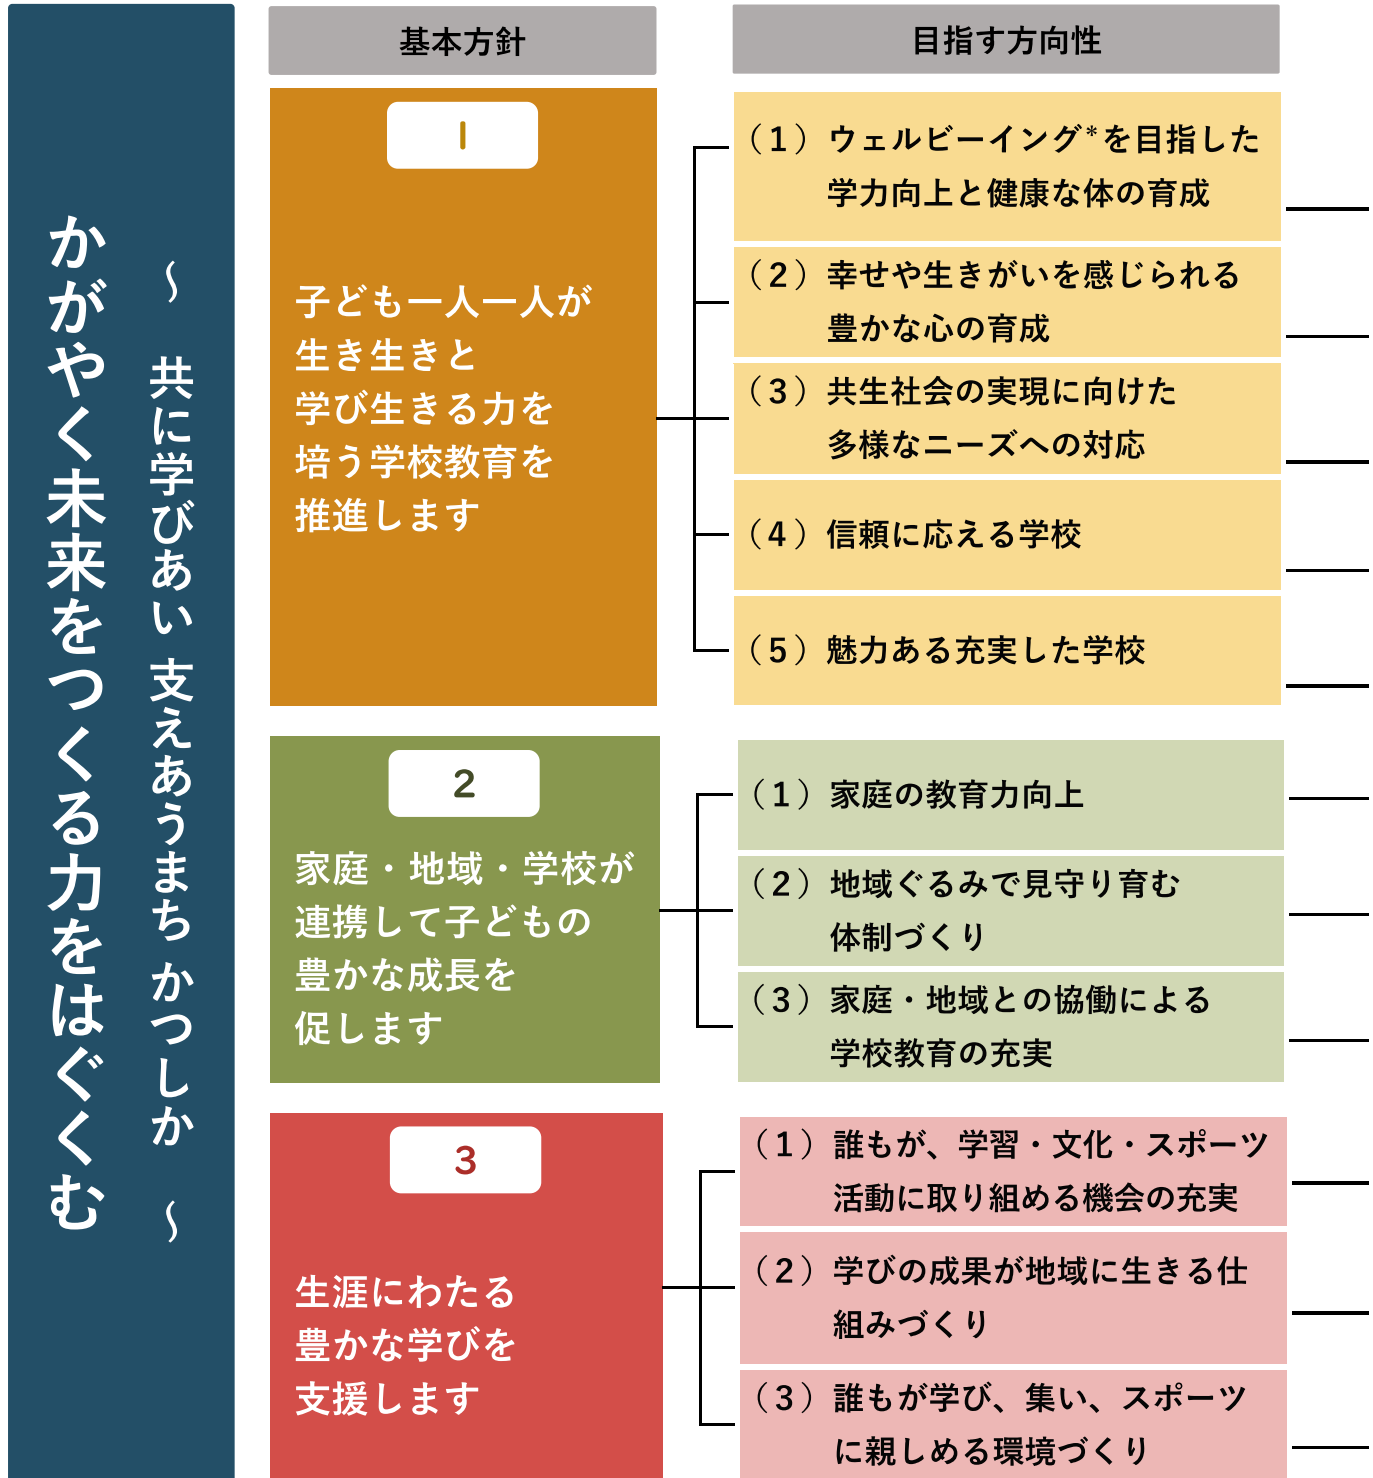 かがやく未来をつくる力をはぐくむ
～　共に学びあい 支えあうまち かつしか　～
基本方針
目指す方向性
1
子ども一人一人が
生き生きと
学び生きる力を
培う学校教育を
推進します
（1）ウェルビーイング*を目指した
学力向上と健康な体の育成
（2）幸せや生きがいを感じられる
豊かな心の育成
（3）共生社会の実現に向けた
多様なニーズへの対応
（4）信頼に応える学校
（5）魅力ある充実した学校
2
家庭・地域・学校が
連携して子どもの
豊かな成長を
促します
（1）家庭の教育力向上
（2）地域ぐるみで見守り育む
体制づくり
（3）家庭・地域との協働による
学校教育の充実
3
生涯にわたる
豊かな学びを
支援します
（1）誰もが、学習・文化・スポーツ
活動に取り組める機会の充実
（2）学びの成果が地域に生きる仕
組みづくり
（3）誰もが学び、集い、スポーツ
に親しめる環境づくり